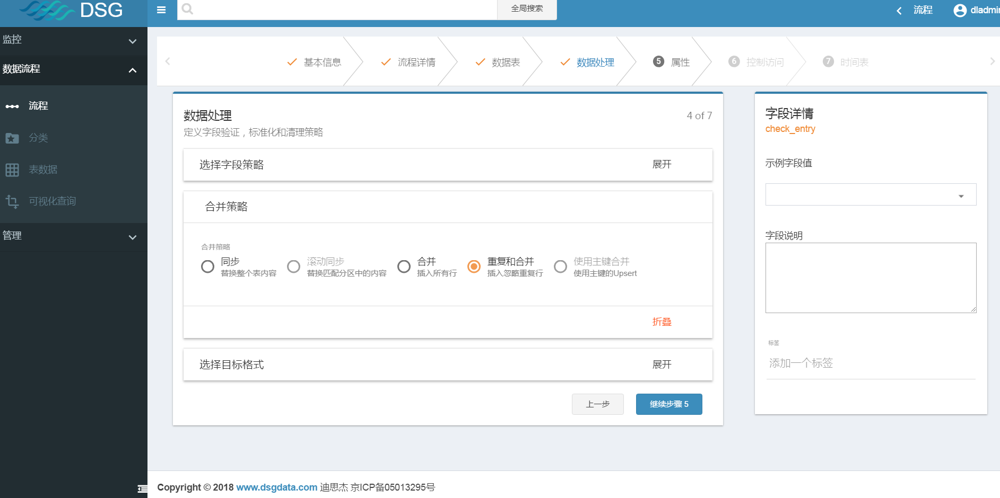 DSG
全局搜索
流程
dladmin
监控
数据流程
流程
分类
表数据
可视化查询
管理
基本信息
流程详情
数据表
数据处理
5 属性
6 控制访问
7 时间表
数据处理
4 of 7
定义字段验证，标准化和清理策略
选择字段策略
展开
合并策略
合并策略
同步
替换整个表内容
滚动同步
替换匹配分区中的内容
合并
插入所有行
重复和合并
插入忽略重复行
使用主键合并
使用主键的Upsert
折叠
选择目标格式
展开
上一步
继续步骤 5
字段详情
check_entry
示例字段值
字段说明
标签
添加一个标签
Copyright © 2018 www.dsgdata.com 迪思杰 京ICP备05013295号